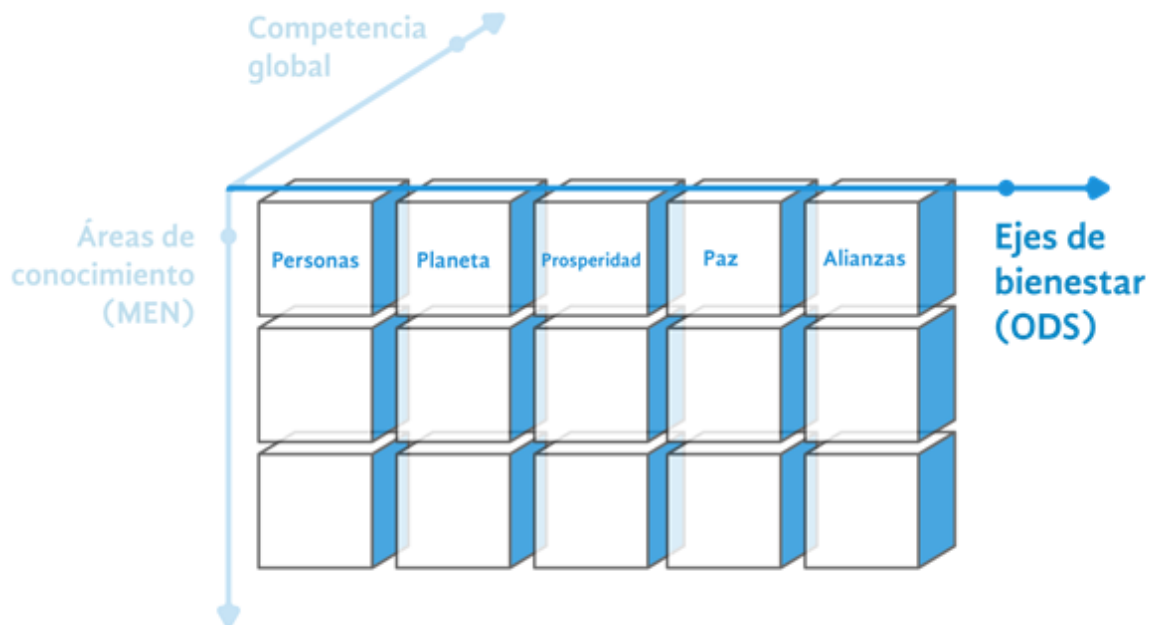 Competencia
global
Áreas de
conocimiento
(MEN)
Personas
Planeta
Prosperidad
Paz
Alianzas
Ejes de
bienestar
(ODS)